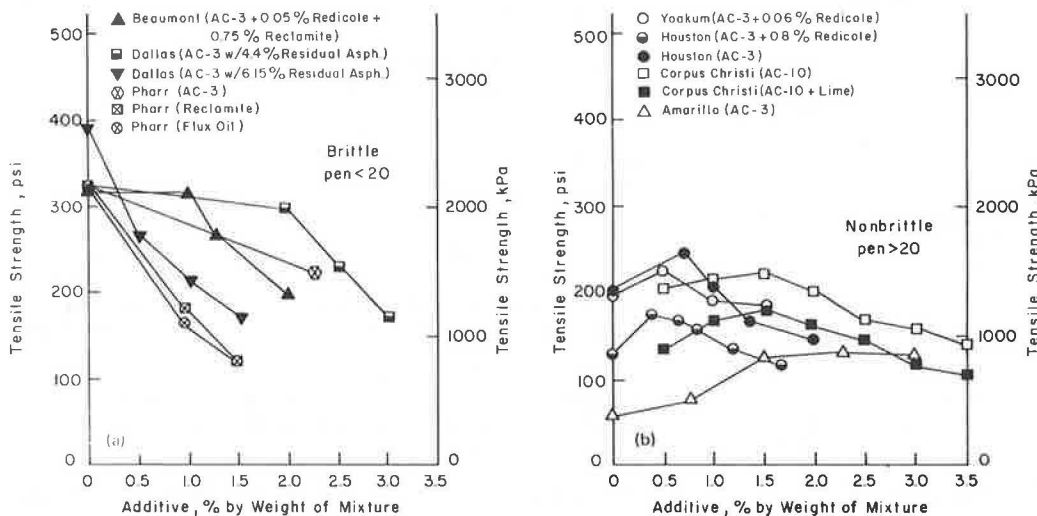 ▲ Beaumont (AC-3 + 0.05% Redicole +
0.75% Reclamite)
Dallas (AC-3 w/4.4% Residual Asph.)
▼ Dallas (AC-3 w/6.15% Residual Asph.)
Pharr (AC-3)
Pharr (Reclamite)
Pharr (Flux Oil)
Brittle
pen<20
500
400
300
200
100
0
Tensile Strength, psi
3000
2000
1000
0
Tensile Strength, kPa
(a)
0 0.5 1.0 1.5 2.0 2.5 3.0 3.5
Additive, % by Weight of Mixture
Yoakum (AC-3 + 0.06% Redicole)
Houston (AC-3 + 0.8% Redicole)
Houston (AC-3)
Corpus Christi (AC-10)
Corpus Christi (AC-10 + Lime)
Amarillo (AC-3)
Nonbrittle
pen>20
500
400
300
200
100
0
Tensile Strength, psi
3000
2000
1000
0
Tensile Strength, kPa
(b)
0 0.5 1.0 1.5 2.0 2.5 3.0 3.5
Additive, % by Weight of Mixture